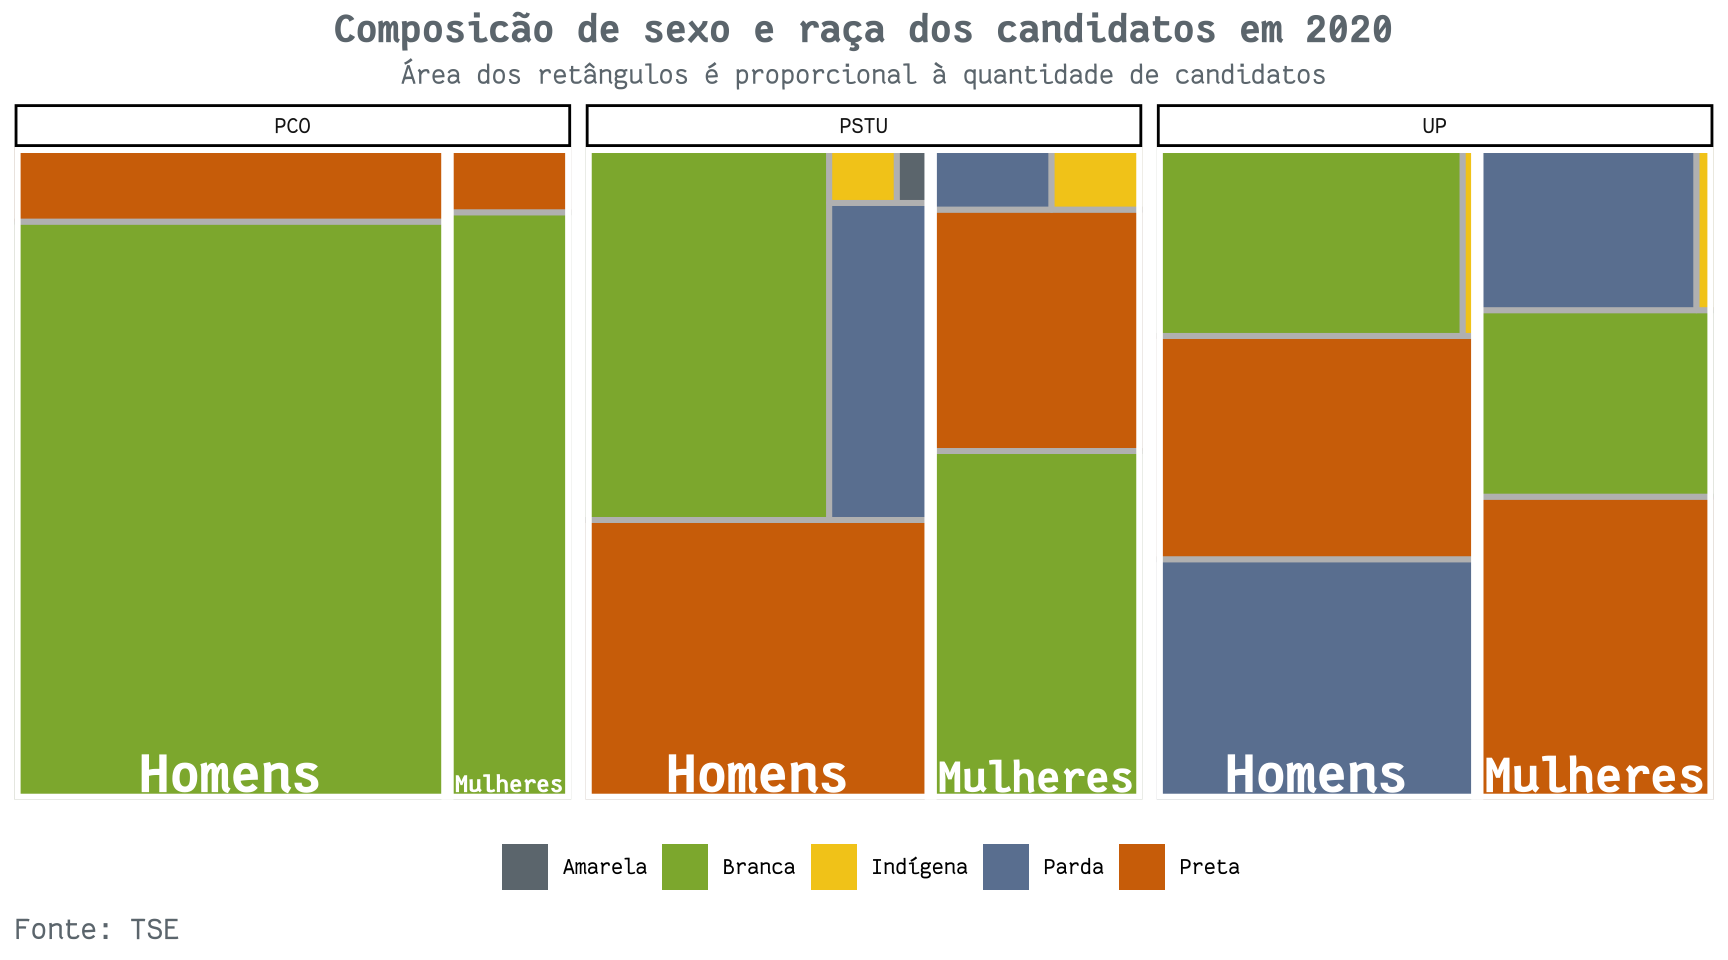 Composicão de sexo e raça dos candidatos em 2020
Área dos retângulos é proporcional à quantidade de candidatos
PCO
PSTU
UP
Homens
Mulheres
Homens
Mulheres
Homens
Mulheres
Amarela
Branca
Indígena
Parda
Preta
Fonte: TSE